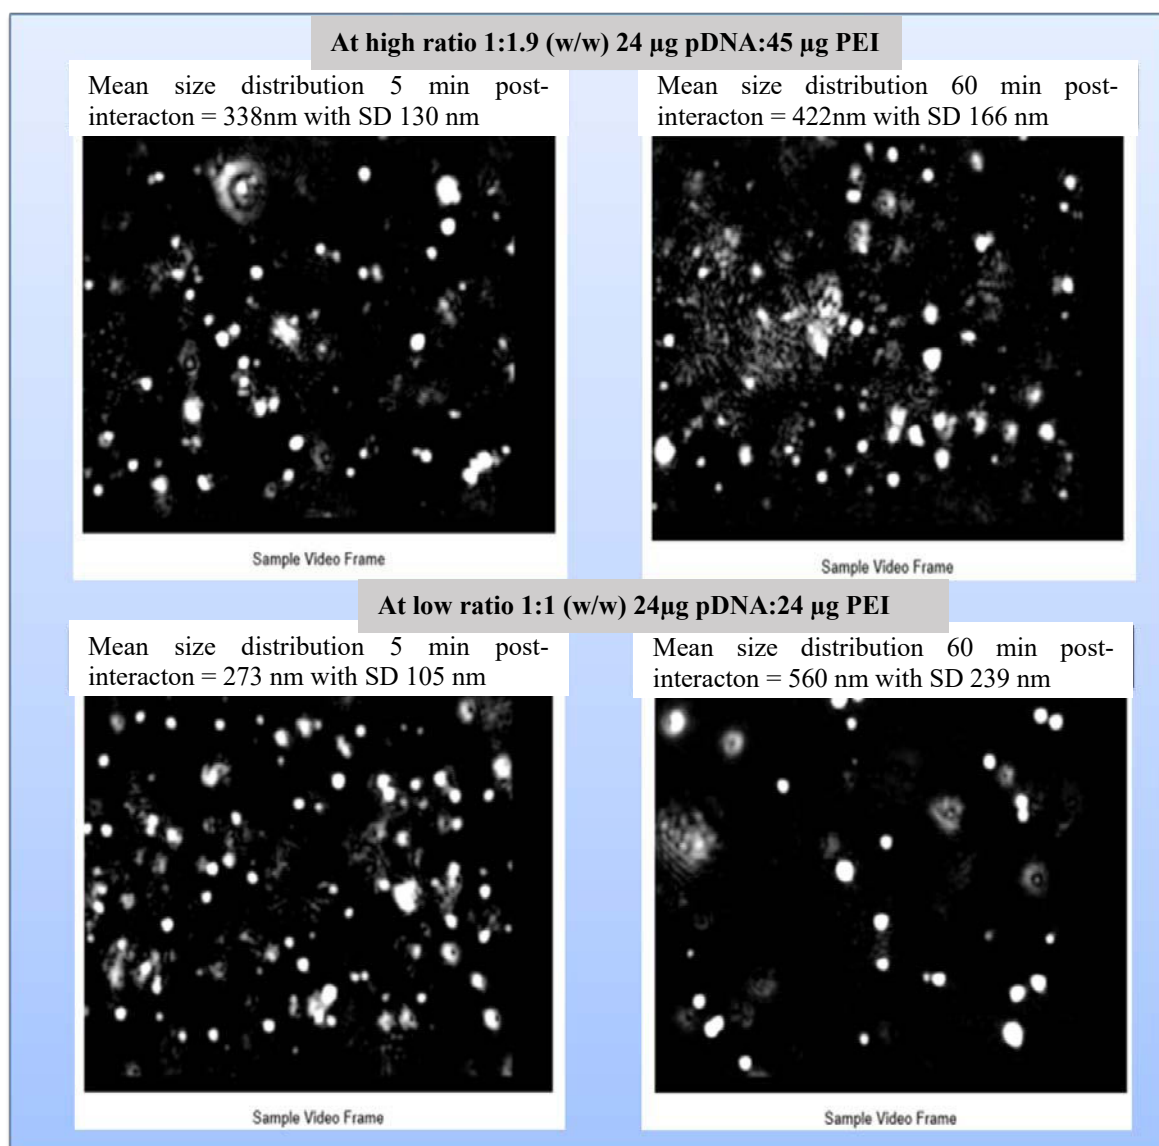 At high ratio 1:1.9 (w/w) 24 µg pDNA:45 µg PEI
Mean size distribution 5 min post-
interacton = 338nm with SD 130 nm
Mean size distribution 60 min post-
interacton = 422nm with SD 166 nm
Sample Video Frame
Sample Video Frame
At low ratio 1:1 (w/w) 24µg pDNA:24 µg PEI
Mean size distribution 5 min post-
interacton = 273 nm with SD 105 nm
Mean size distribution 60 min post-
interacton = 560 nm with SD 239 nm
Sample Video Frame
Sample Video Frame